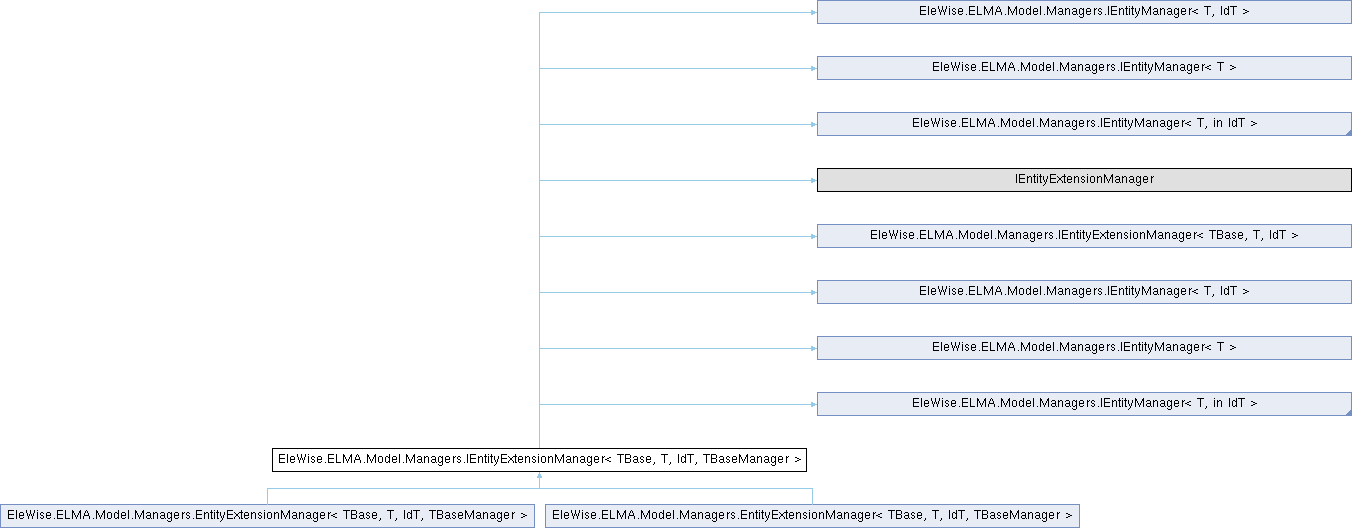 EleWise.ELMA.Model.Managers.IEntityManager< T, IdT >
EleWise.ELMA.Model.Managers.IEntityManager< T >
EleWise.ELMA.Model.Managers.IEntityManager< T, in IdT >
IEntityExtensionManager
EleWise.ELMA.Model.Managers.IEntityExtensionManager< TBase, T, IdT >
EleWise.ELMA.Model.Managers.IEntityManager< T, IdT >
EleWise.ELMA.Model.Managers.IEntityManager< T >
EleWise.ELMA.Model.Managers.IEntityManager< T, in IdT >
EleWise.ELMA.Model.Managers.IEntityExtensionManager< TBase, T, IdT, TBaseManager >
EleWise.ELMA.Model.Managers.EntityExtensionManager< TBase, T, IdT, TBaseManager >
EleWise.ELMA.Model.Managers.EntityExtensionManager< TBase, T, IdT, TBaseManager >